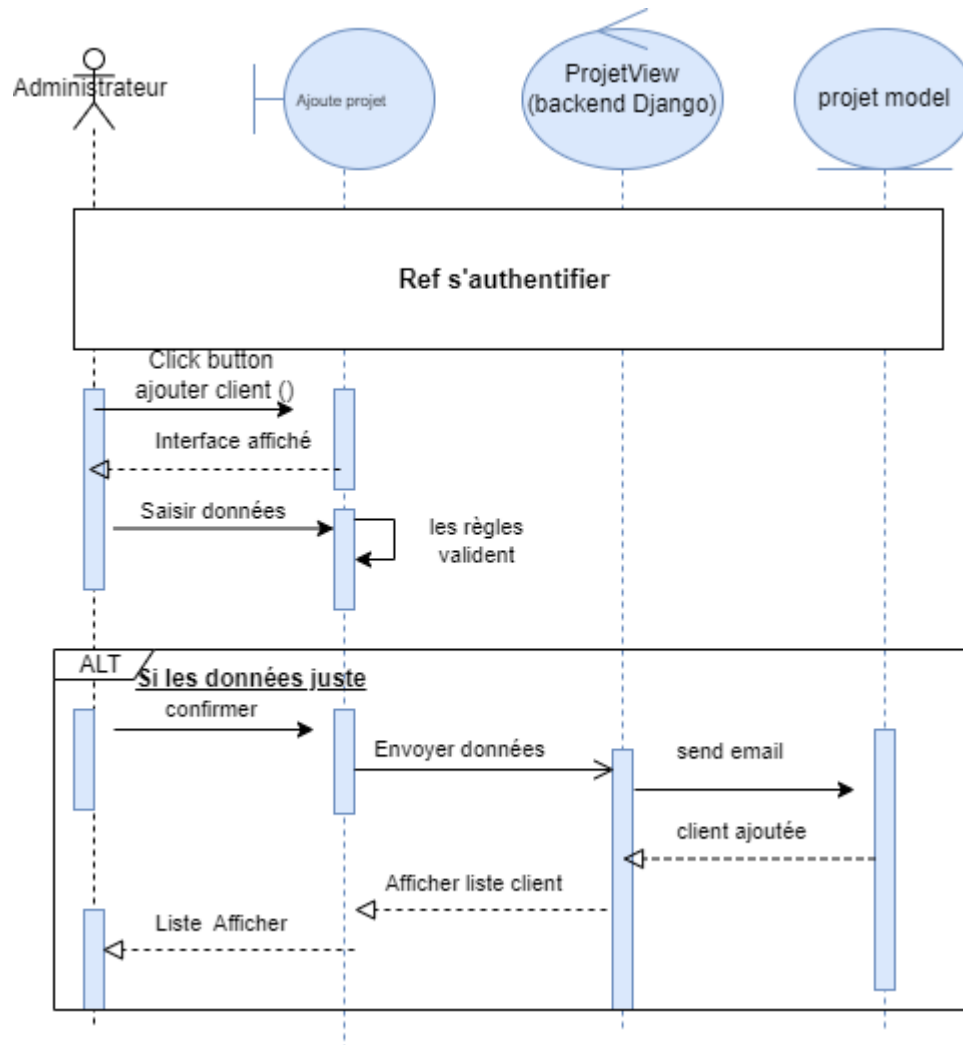 Administrateur
Ajoute projet
ProjetView
(backend Django)
projet model
Ref s'authentifier
Click button
ajouter client ()
Interface affiché
Saisir données
les règles
valident
ALT
Si les données juste
confirmer
Envoyer données
send email
client ajoutée
Afficher liste client
Liste Afficher